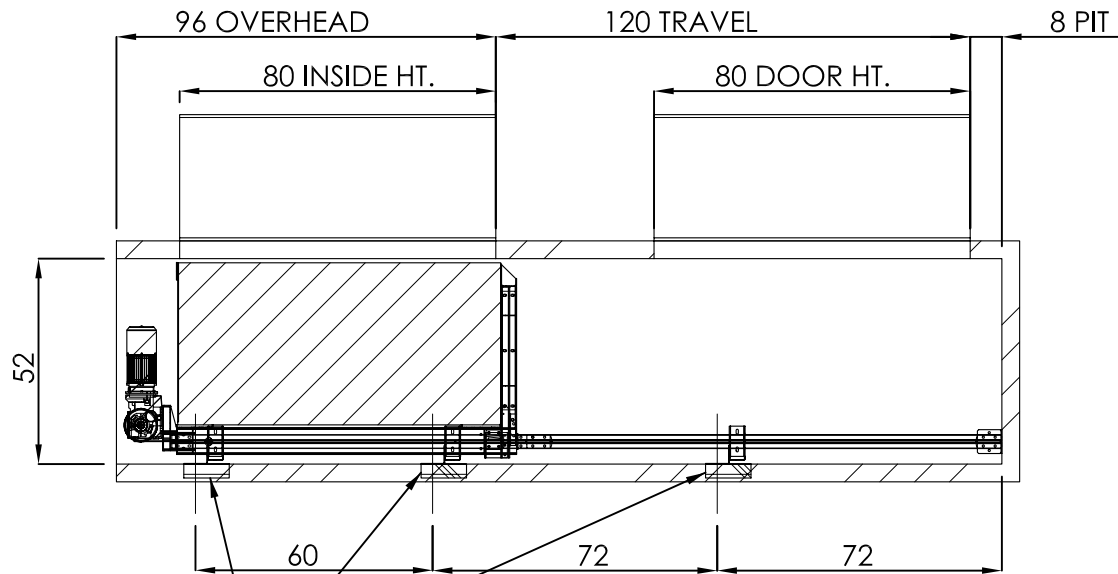 96 OVERHEAD
120 TRAVEL
8 PIT
80 INSIDE HT.
80 DOOR HT.
52
60
72
72